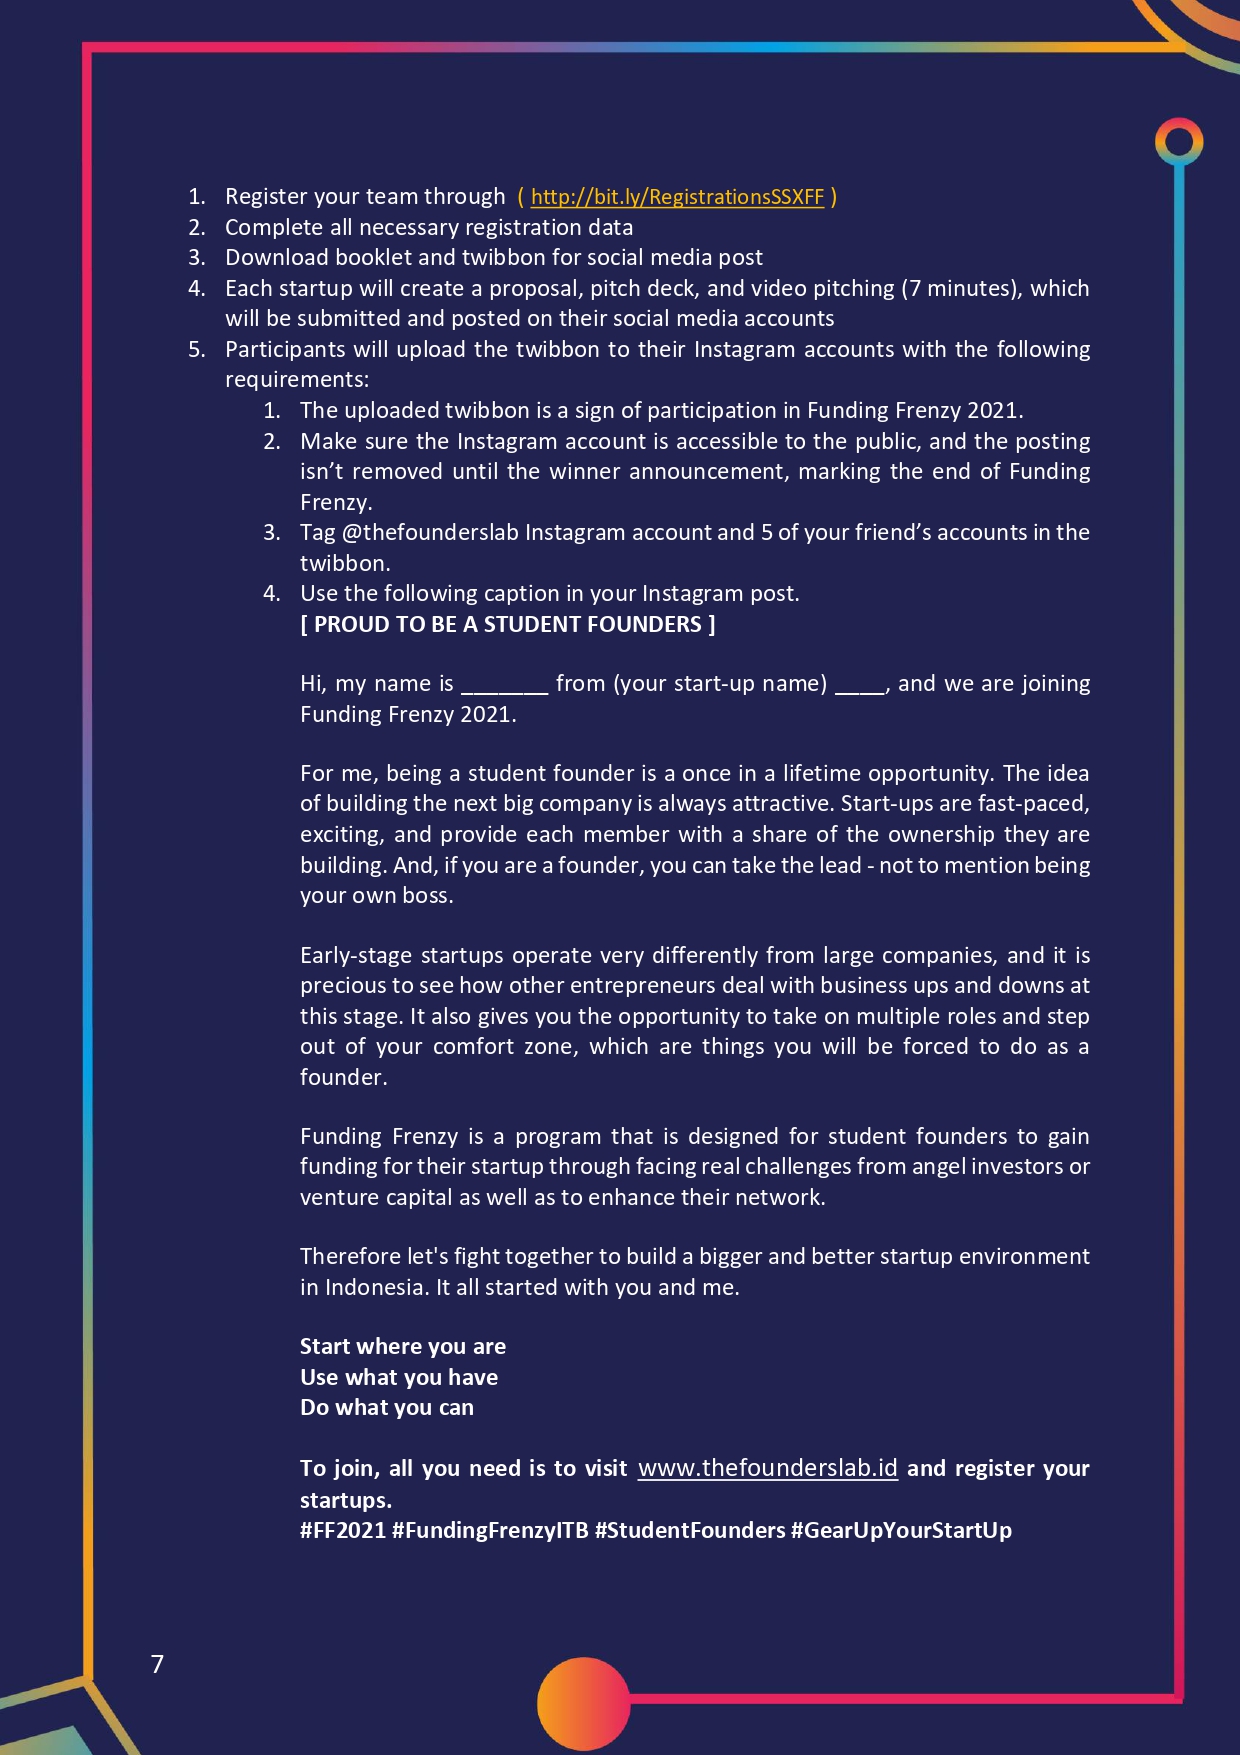 1. Register your team through ( http://bit.ly/RegistrationsSSXFF )
2. Complete all necessary registration data
3. Download booklet and twibbon for social media post
4. Each startup will create a proposal, pitch deck, and video pitching (7 minutes), which
will be submitted and posted on their social media accounts
5. Participants will upload the twibbon to their Instagram accounts with the following
requirements:
1. The uploaded twibbon is a sign of participation in Funding Frenzy 2021.
2. Make sure the Instagram account is accessible to the public, and the posting
isn’t removed until the winner announcement, marking the end of Funding
Frenzy.
3. Tag @thefounderslab Instagram account and 5 of your friend’s accounts in the
twibbon.
4. Use the following caption in your Instagram post.
[ PROUD TO BE A STUDENT FOUNDERS ]
Hi, my name is _______ from (your start-up name) ____, and we are joining
Funding Frenzy 2021.
For me, being a student founder is a once in a lifetime opportunity. The idea
of building the next big company is always attractive. Start-ups are fast-paced,
exciting, and provide each member with a share of the ownership they are
building. And, if you are a founder, you can take the lead - not to mention being
your own boss.
Early-stage startups operate very differently from large companies, and it is
precious to see how other entrepreneurs deal with business ups and downs at
this stage. It also gives you the opportunity to take on multiple roles and step
out of your comfort zone, which are things you will be forced to do as a
founder.
Funding Frenzy is a program that is designed for student founders to gain
funding for their startup through facing real challenges from angel investors or
venture capital as well as to enhance their network.
Therefore let's fight together to build a bigger and better startup environment
in Indonesia. It all started with you and me.
Start where you are
Use what you have
Do what you can
To join, all you need is to visit www.thefounderslab.id and register your
startups.
#FF2021 #FundingFrenzyITB #StudentFounders #GearUpYourStartUp
7